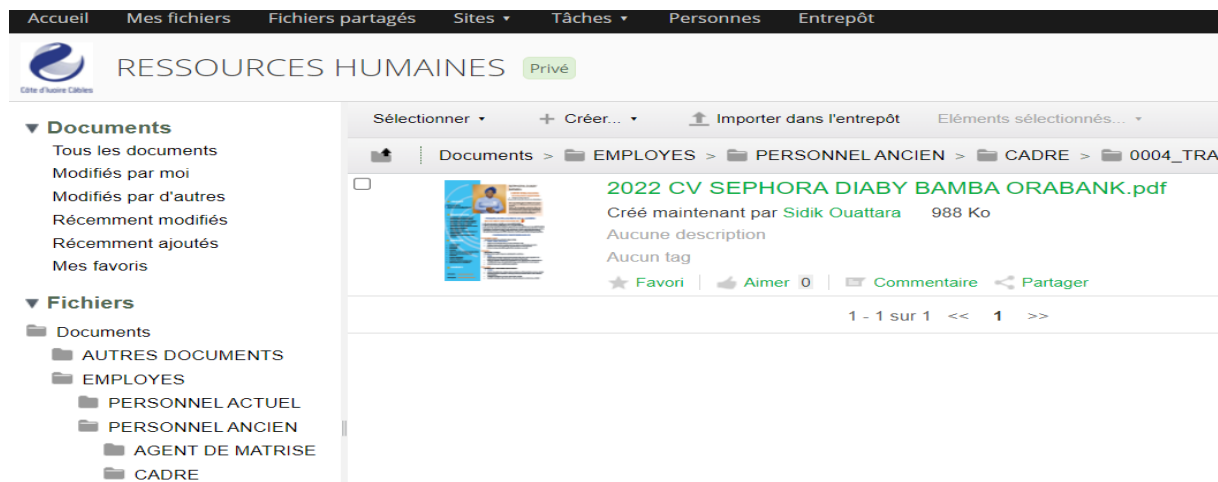 Accueil Mes fichiers Fichiers partagés Sites Tâches Personnes Entrepôt
Côte d'Ivoire Câbles
RESSOURCES HUMAINES Privé
Documents
Tous les documents
Modifiés par moi
Modifiés par d'autres
Récemment modifiés
Récemment ajoutés
Mes favoris
Fichiers
Documents
AUTRES DOCUMENTS
EMPLOYES
PERSONNEL ACTUEL
PERSONNEL ANCIEN
AGENT DE MATRISE
CADRE
Sélectionner + Créer... Importer dans l'entrepôt Eléments sélectionnés...
Documents > EMPLOYES > PERSONNEL ANCIEN > CADRE > 0004_TRA
2022 CV SEPHORA DIABY BAMBA ORABANK.pdf
Créé maintenant par Sidik Ouattara 988 Ko
Aucune description
Aucun tag
Favori Aimer 0 Commentaire Partager
1 - 1 sur 1 << 1 >>